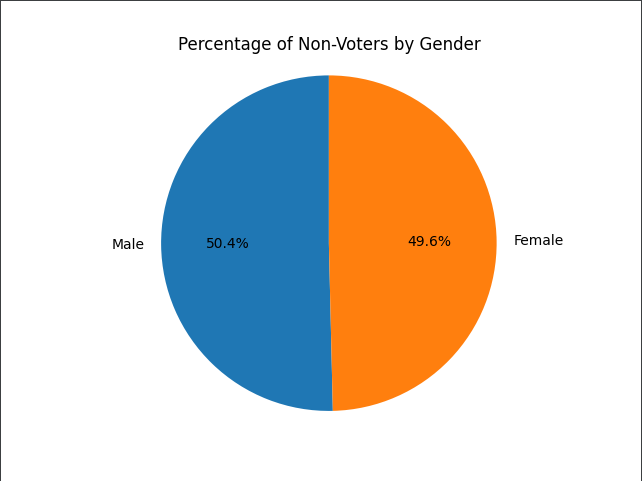 Percentage of Non-Voters by Gender
Male
50.4%
49.6%
Female